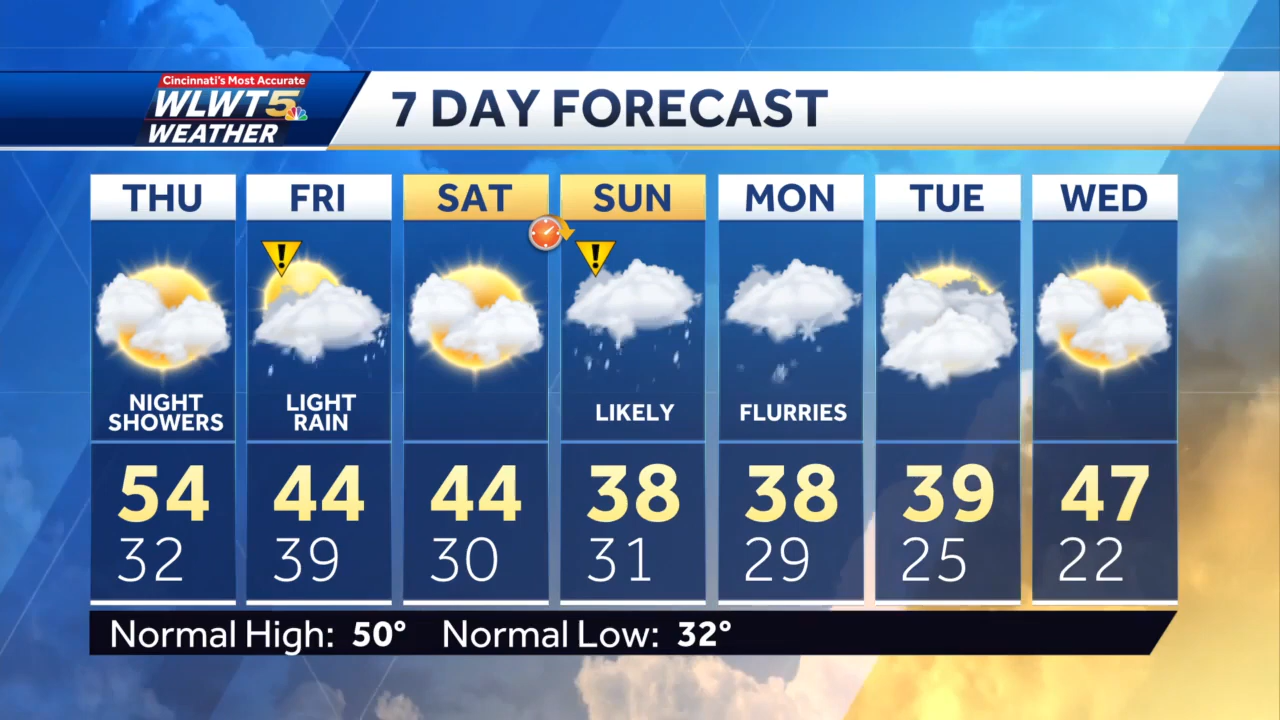 Cincinnati's Most Accurate
WLWT5
WEATHER
7 DAY FORECAST
THU FRI SAT SUN MON TUE WED
! !
NIGHT SHOWERS LIGHT RAIN LIKELY FLURRIES
54 44 44 38 38 39 47
32 39 30 31 29 25 22
Normal High: 50° Normal Low: 32°